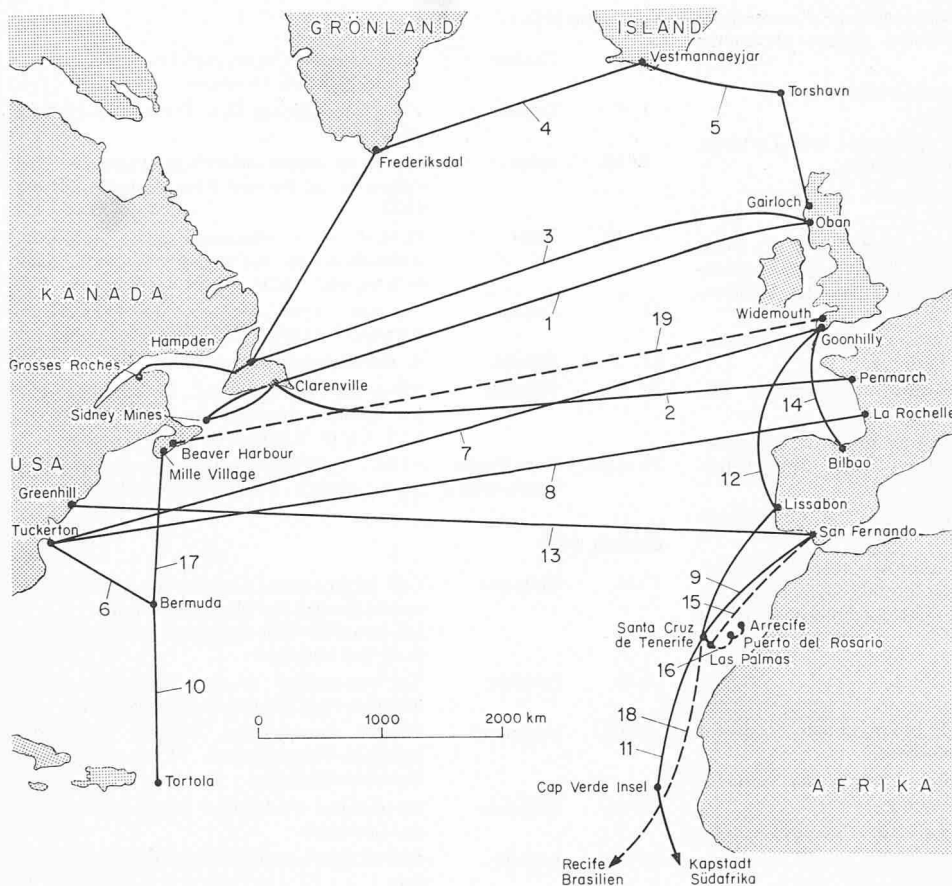 GRÖNLAND
ISLAND
Vestmannaeyjar
Torshavn
5
4
Frederiksdal
Gairloch
Oban
3
KANADA
1
19
Widemouth
Goonhilly
Hampden
Grosses Roches
Clarenville
Penmarch
Sidney Mines
2
14
La Rochelle
Beaver Harbour
Mille Village
7
USA
8
12
Bilbao
Greenhill
Lissabon
Tuckerton
San Fernando
13
17
9
6
15
Bermuda
Santa Cruz
de Tenerife
Arrecife
Puerto del Rosario
16
Las Palmas
10
0 1000 2000 km
18
11
Tortola
Cap Verde Insel
AFRIKA
Recife
Brasilien
Kapstadt
Südafrika